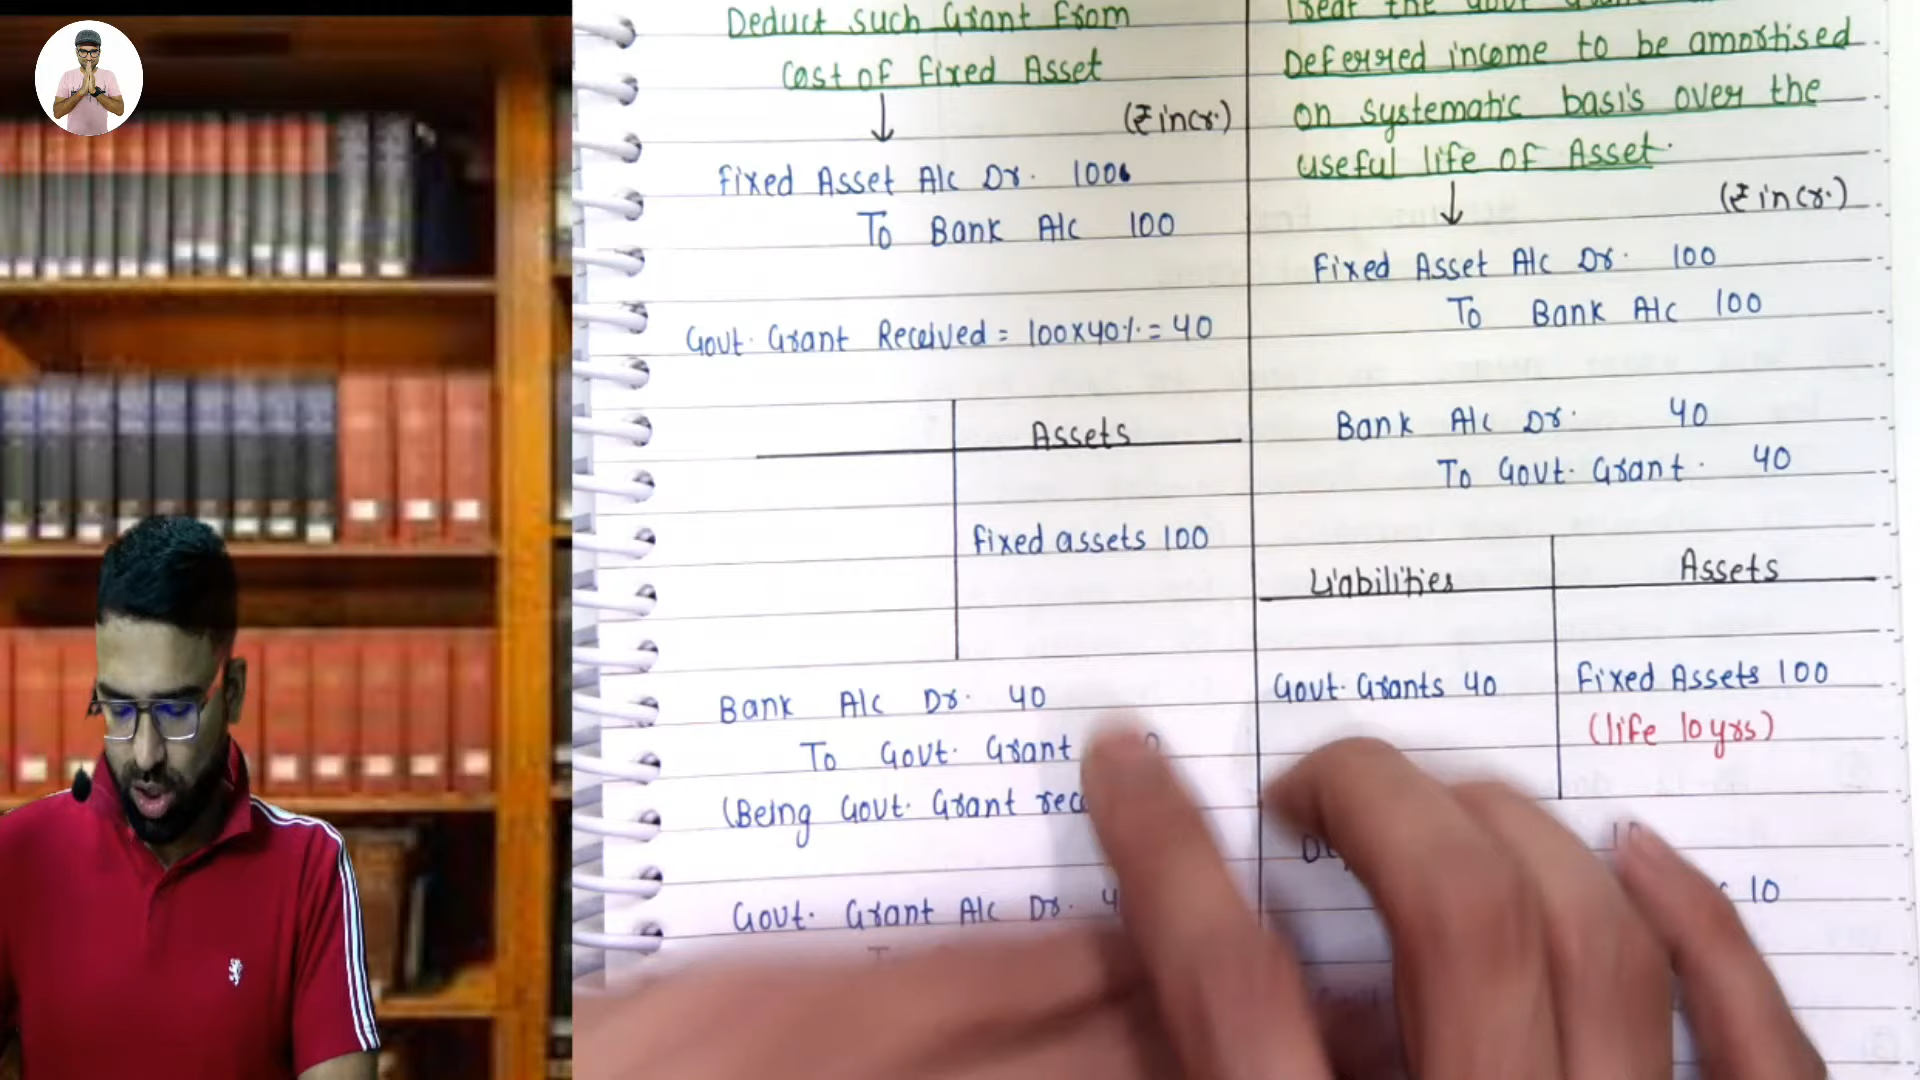 Deduct such Grant From
Cost of Fixed Asset
(₹ in cr.)
Fixed Asset A/c Dr. 100
To Bank A/c 100
Govt. Grant Received = 100x40% = 40
Assets
Fixed assets 100
Bank A/c Dr. 40
To Govt. Grant
(Being Govt. Grant
Govt. Grant A/c Dr.
Treat the Govt
Deferred income to be amortised
on systematic basis over the
useful life of Asset.
(₹ in cr.)
Fixed Asset A/c Dr. 100
To Bank A/c 100
Bank A/c Dr. 40
To Govt. Grant. 40
Liabilities Assets
Govt. Grants 40 Fixed Assets 100
(life 10 yrs)
10